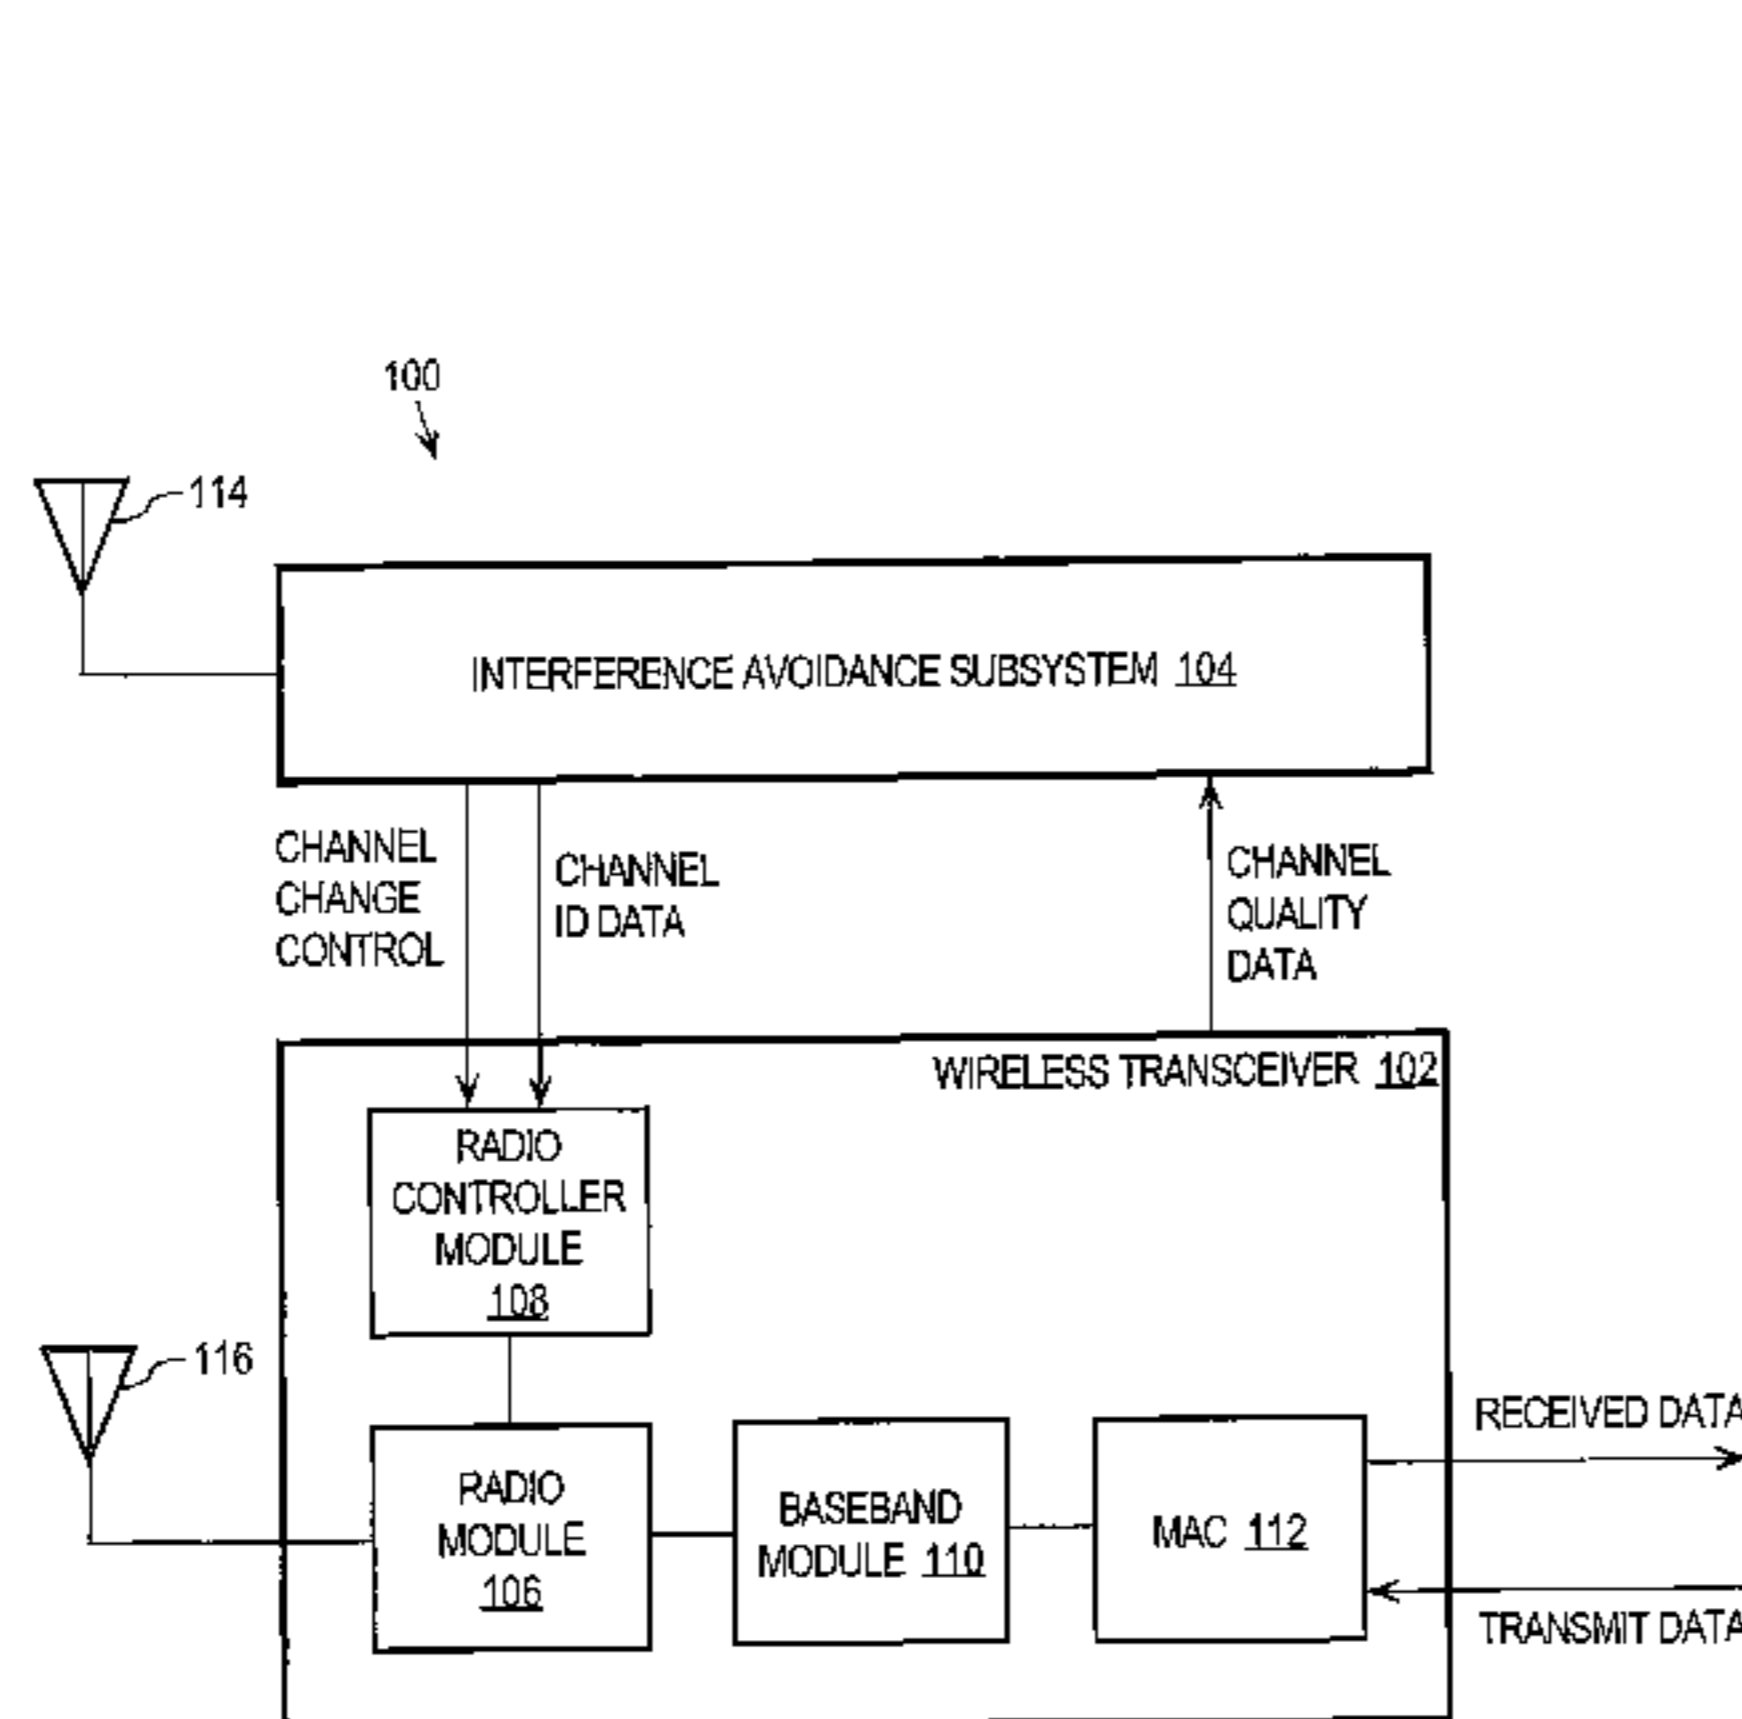 100
114
INTERFERENCE AVOIDANCE SUBSYSTEM 104
CHANNEL
CHANGE
CONTROL
CHANNEL
ID DATA
CHANNEL
QUALITY
DATA
WIRELESS TRANSCEIVER 102
RADIO
CONTROLLER
MODULE
108
116
RADIO
MODULE
106
BASEBAND
MODULE 110
MAC 112
RECEIVED DATA
TRANSMIT DATA